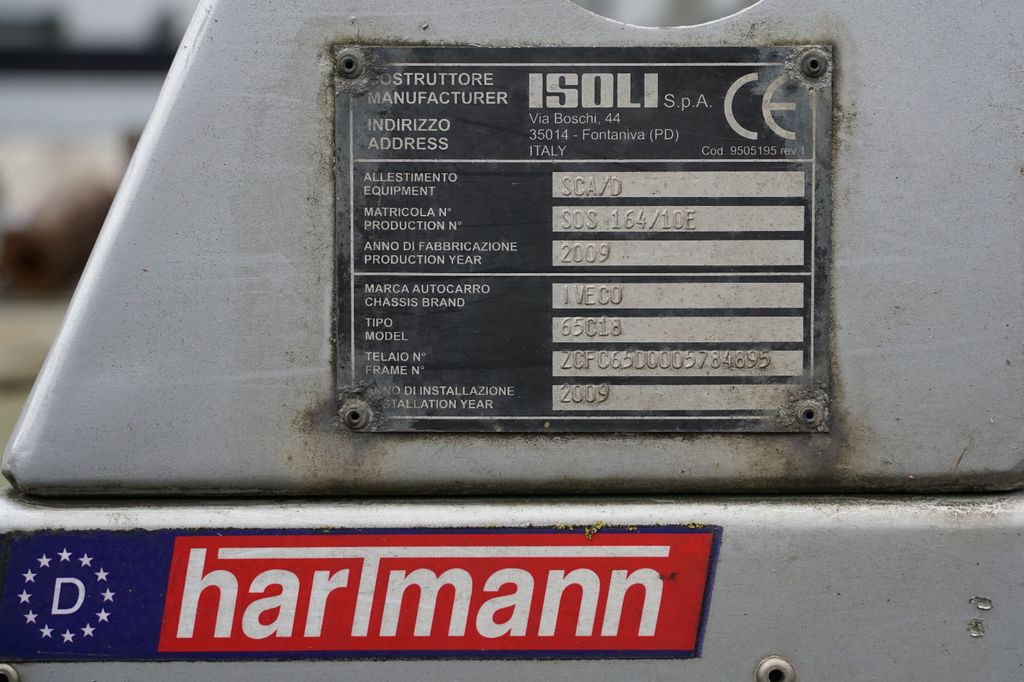 COSTRUTTORE
MANUFACTURER
ISOLI S.p.A.
INDIRIZZO
ADDRESS
Via Boschi, 44
35014 - Fontaniva (PD)
ITALY
CE
Cod. 9505195 rev.1
ALLESTIMENTO
EQUIPMENT
SCA/D
MATRICOLA N°
PRODUCTION N°
SDS 164/10E
ANNO DI FABBRICAZIONE
PRODUCTION YEAR
2009
MARCA AUTOCARRO
CHASSIS BRAND
IVECO
TIPO
MODEL
65C18
TELAIO N°
FRAME N°
ZCFC65D0005784895
ANNO DI INSTALLAZIONE
INSTALLATION YEAR
2009
D
harTmann